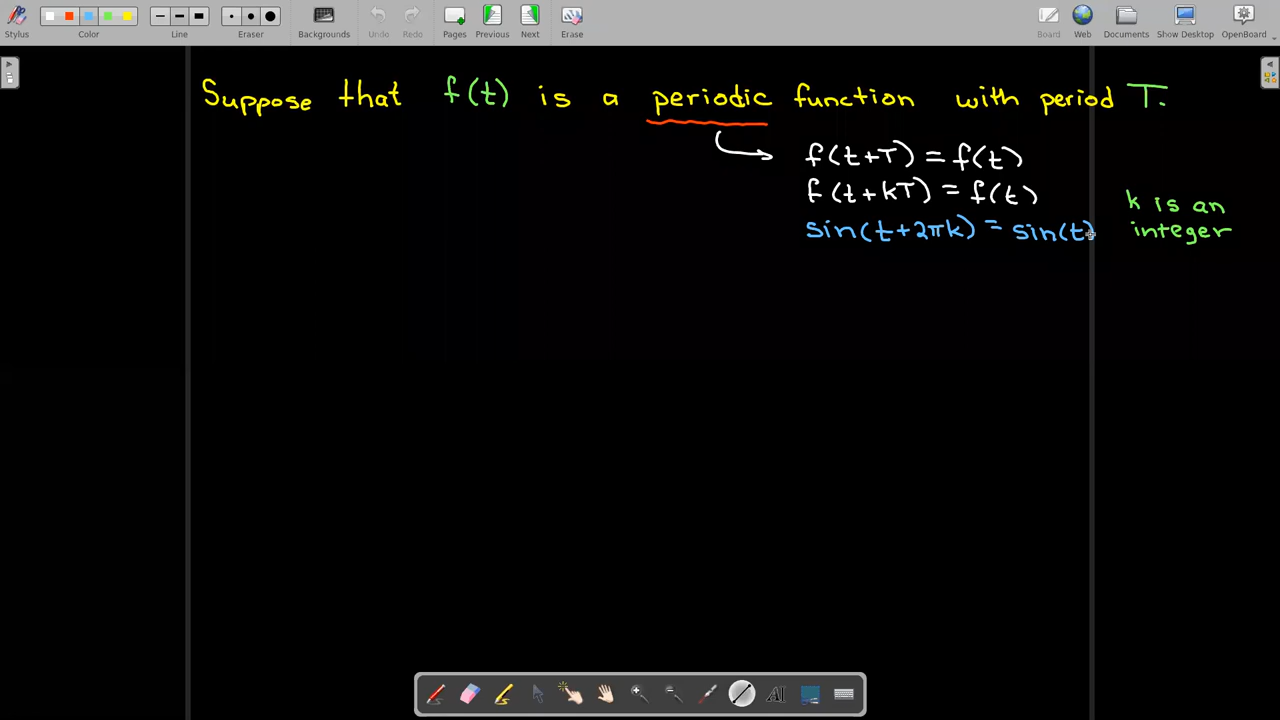 Stylus
Color
Line
Eraser
Backgrounds
Undo
Redo
Pages
Previous
Next
Erase
Board
Web
Documents
Show Desktop
OpenBoard
Suppose that f(t) is a periodic function with period T.
f(t+T) = f(t)
f(t+kT) = f(t)
k is an
integer
sin(t+2πk) = sin(t)
AI